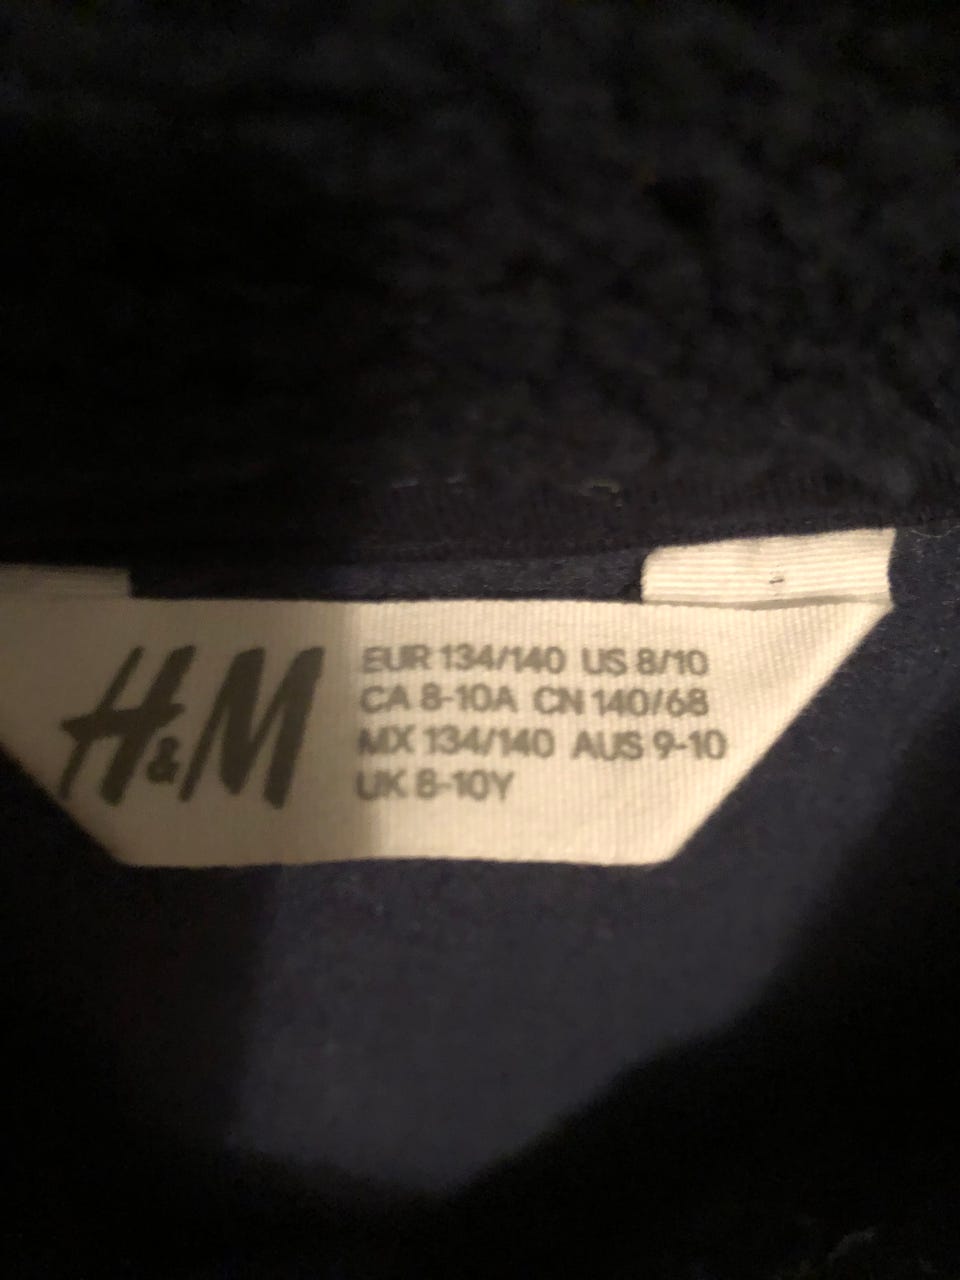 H&M
EUR 134/140 US 8/10
CA 8-10A CN 140/68
MX 134/140 AUS 9-10
UK 8-10Y